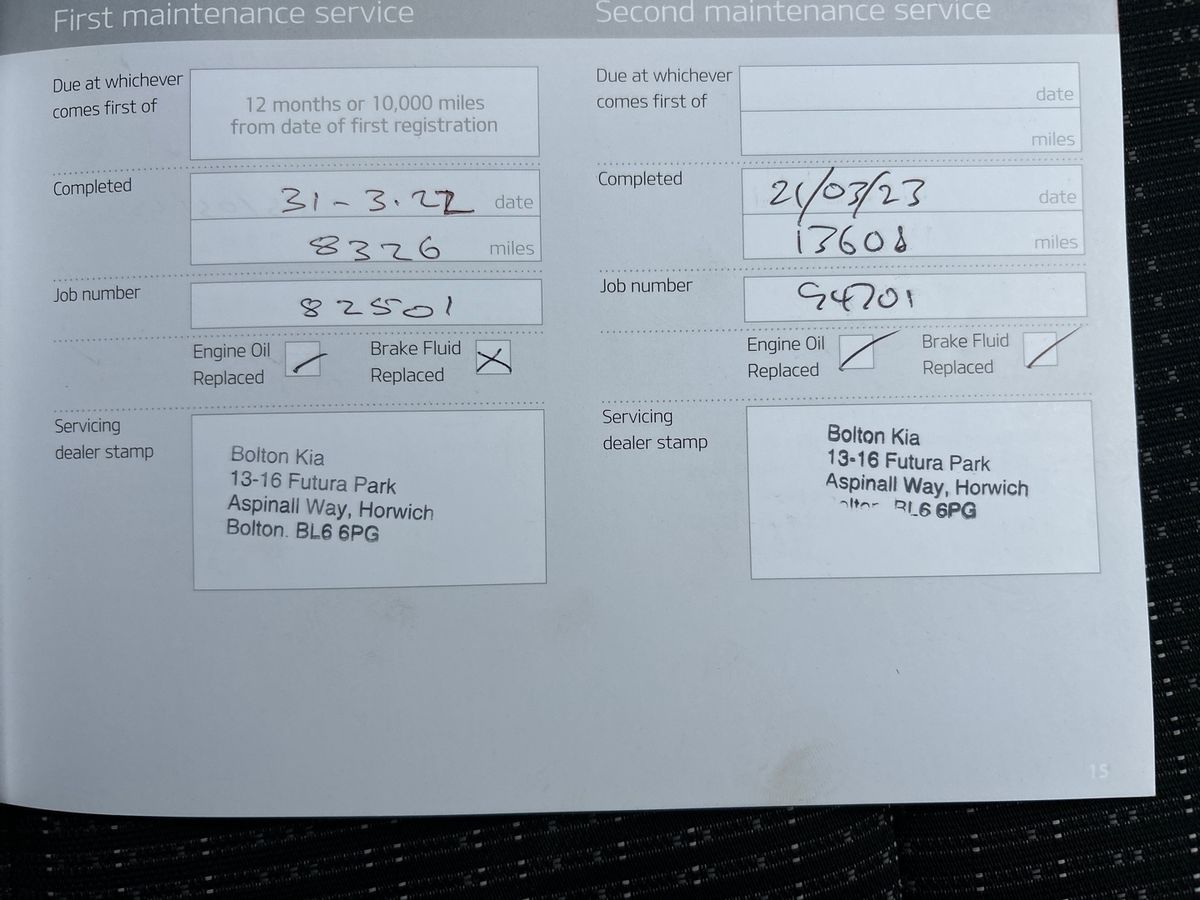 First maintenance service
Due at whichever
comes first of
12 months or 10,000 miles
from date of first registration
Completed
31-3.22 date
8326 miles
Job number
82501
Engine Oil
Replaced
Brake Fluid
Replaced
Servicing
dealer stamp
Bolton Kia
13-16 Futura Park
Aspinall Way, Horwich
Bolton. BL6 6PG
Second maintenance service
Due at whichever
comes first of
date
miles
Completed
21/03/23 date
13608 miles
Job number
94701
Engine Oil
Replaced
Brake Fluid
Replaced
Servicing
dealer stamp
Bolton Kia
13-16 Futura Park
Aspinall Way, Horwich
BL6 6PG
15